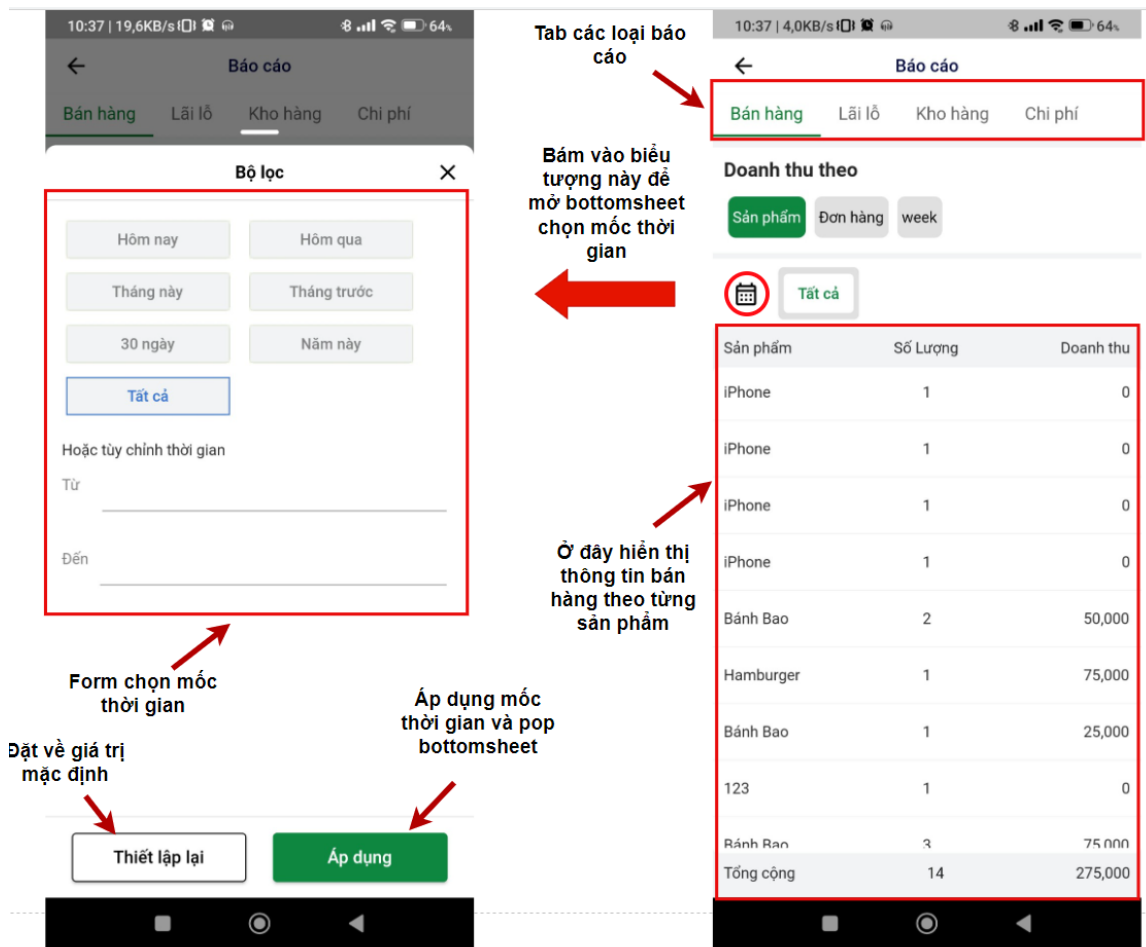 10:37 | 19,6KB/s
64%
Báo cáo
Bán hàng Lãi lỗ Kho hàng Chi phí
Bộ lọc
Hôm nay Hôm qua
Tháng này Tháng trước
30 ngày Năm này
Tất cả
Hoặc tùy chỉnh thời gian
Từ
Đến
Form chọn mốc
thời gian
Áp dụng mốc
thời gian và pop
bottomsheet
Đặt về giá trị
mặc định
Thiết lập lại Áp dụng
Tab các loại báo
cáo
Bám vào biểu
tượng này để
mở bottomsheet
chọn mốc thời
gian
Ở đây hiển thị
thông tin bán
hàng theo từng
sản phẩm
10:37 | 4,0KB/s
64%
Báo cáo
Bán hàng Lãi lỗ Kho hàng Chi phí
Doanh thu theo
Sản phẩm Đơn hàng week
Tất cả
Sản phẩm Số Lượng Doanh thu
iPhone 1 0
iPhone 1 0
iPhone 1 0
iPhone 1 0
Bánh Bao 2 50,000
Hamburger 1 75,000
Bánh Bao 1 25,000
123 1 0
Bánh Bao 3 75,000
Tổng cộng 14 275,000